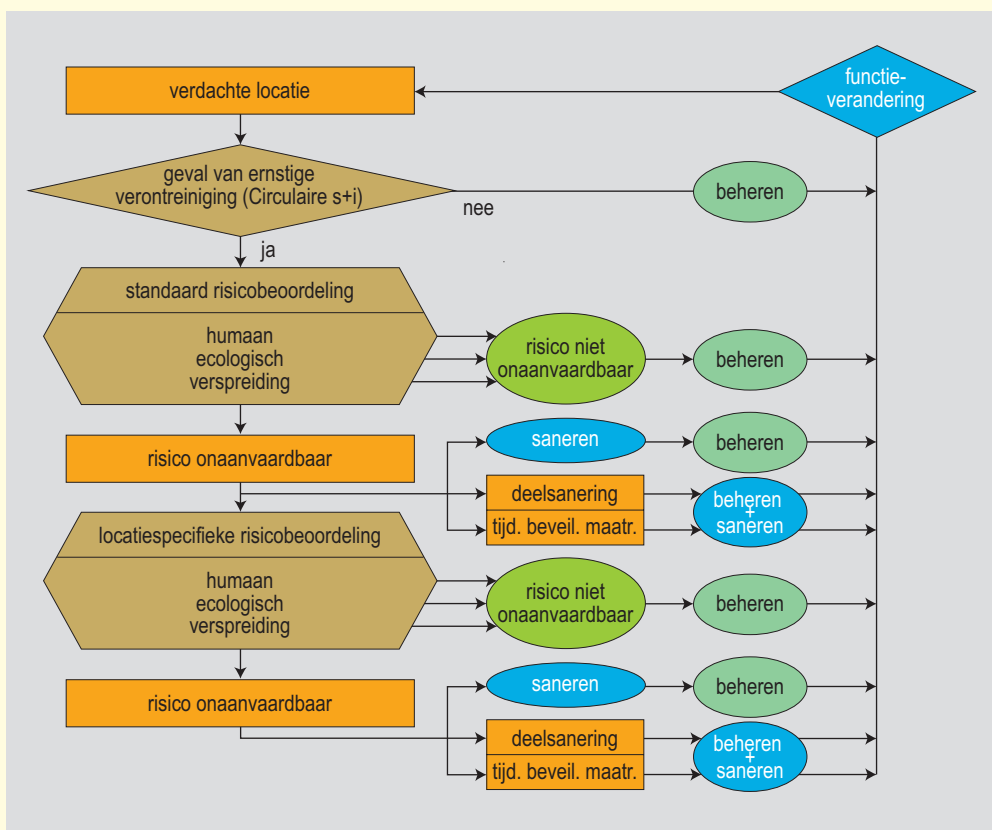 verdachte locatie
functie-
verandering
geval van ernstige
verontreiniging (Circulaire s+i)
nee
beheren
ja
standaard risicobeoordeling
humaan
ecologisch
verspreiding
risico niet
onaanvaardbaar
beheren
risico onaanvaardbaar
saneren
beheren
deelsanering
tijd. beveil. maatr.
beheren
+
saneren
locatiespecifieke risicobeoordeling
humaan
ecologisch
verspreiding
risico niet
onaanvaardbaar
beheren
risico onaanvaardbaar
saneren
beheren
deelsanering
tijd. beveil. maatr.
beheren
+
saneren